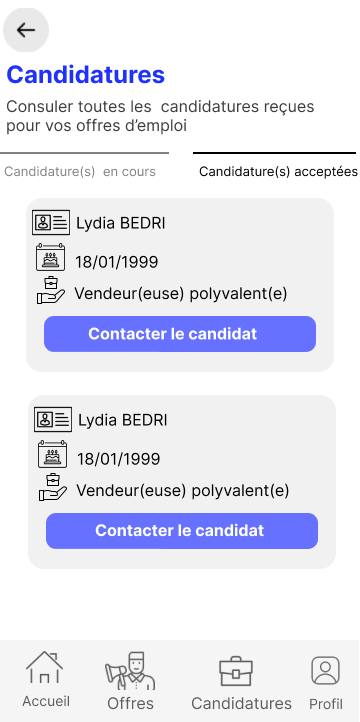 Candidatures
Consuler toutes les candidatures reçues
pour vos offres d’emploi
Candidature(s) en cours
Candidature(s) acceptées
Lydia BEDRI
18/01/1999
Vendeur(euse) polyvalent(e)
Contacter le candidat
Lydia BEDRI
18/01/1999
Vendeur(euse) polyvalent(e)
Contacter le candidat
Accueil
Offres
Candidatures
Profil